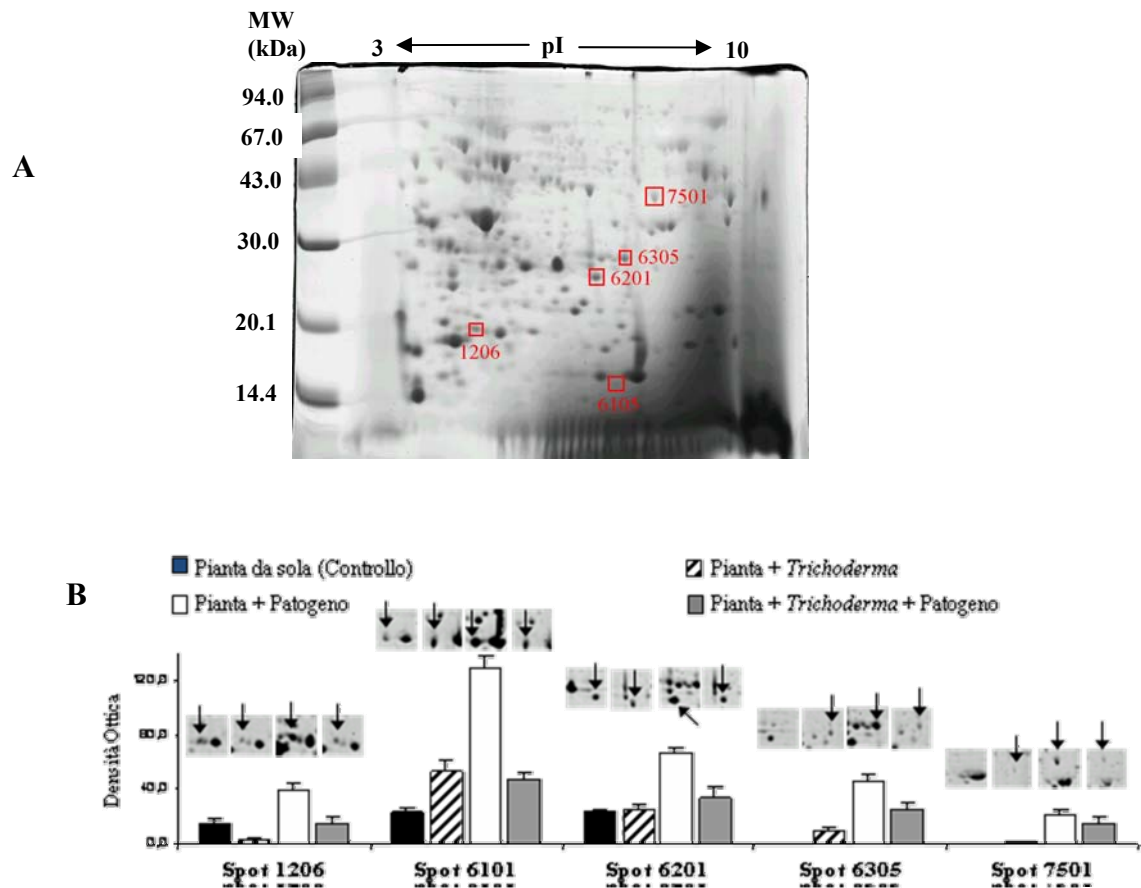 MW
(kDa)
3
pI
10
A
94.0
67.0
43.0
30.0
20.1
14.4
7501
6305
6201
1206
6105
B
Pianta da sola (Controllo)
Pianta + Trichoderma
Pianta + Patogeno
Pianta + Trichoderma + Patogeno
Densità Ottica
120,0
80,0
40,0
0,0
Spot 1206
Spot 6101
Spot 6201
Spot 6305
Spot 7501